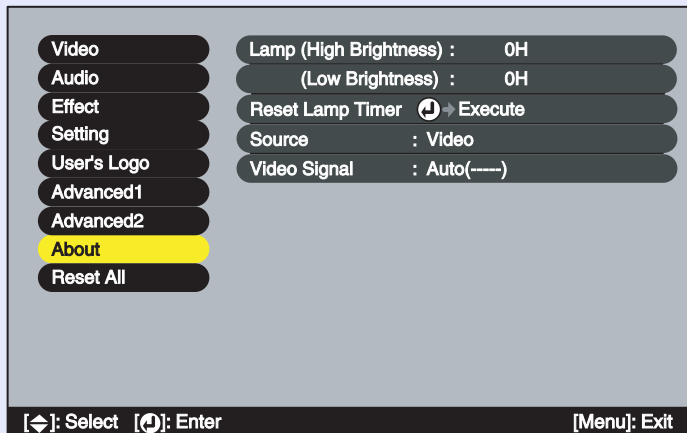 Video
Audio
Effect
Setting
User's Logo
Advanced1
Advanced2
About
Reset All
Lamp (High Brightness) : 0H
(Low Brightness) : 0H
Reset Lamp Timer Execute
Source : Video
Video Signal : Auto(-----)
[ ]: Select [ ]: Enter [Menu]: Exit